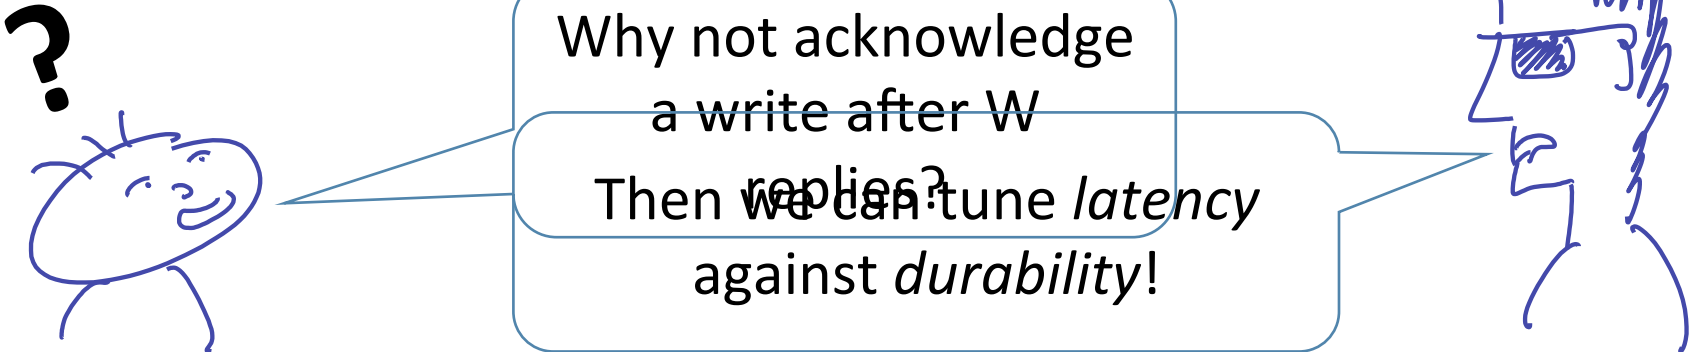 ?
Why not acknowledge
a write after W
replies?
Then we can tune latency
against durability!